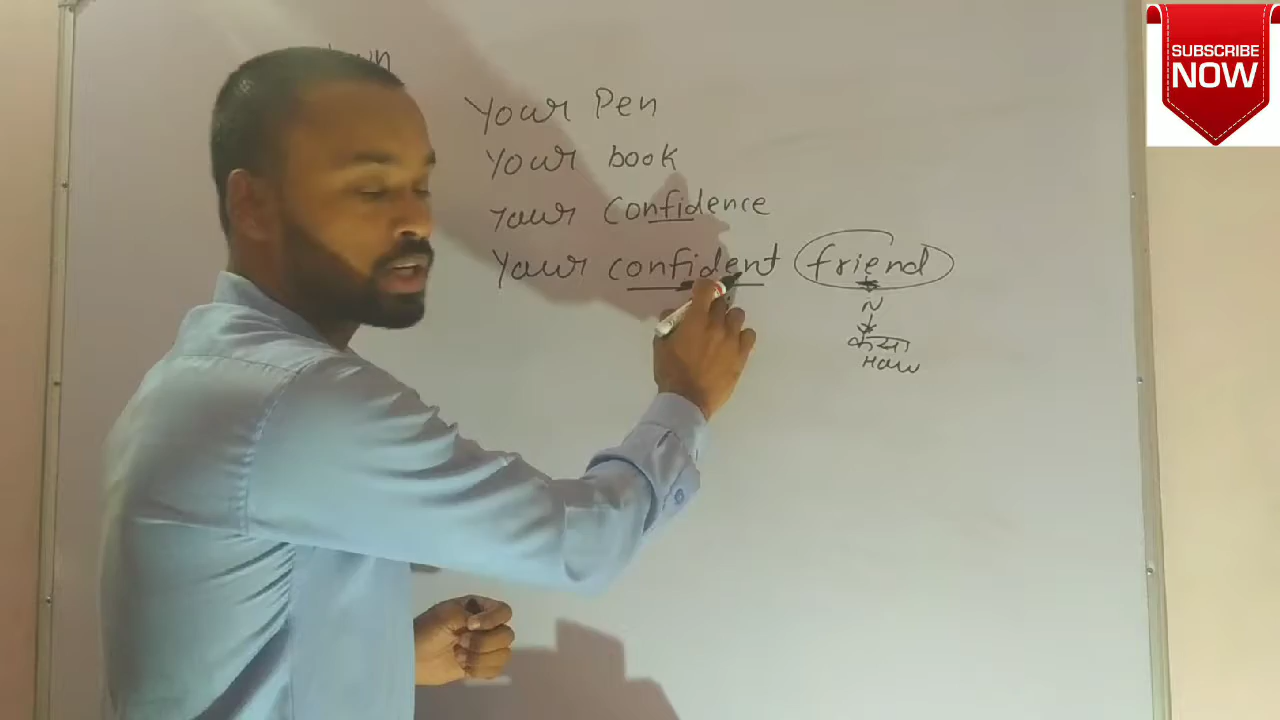 Your Pen
Your book
Your Confidence
Your confident friend
N
कैसा
How
SUBSCRIBE
NOW